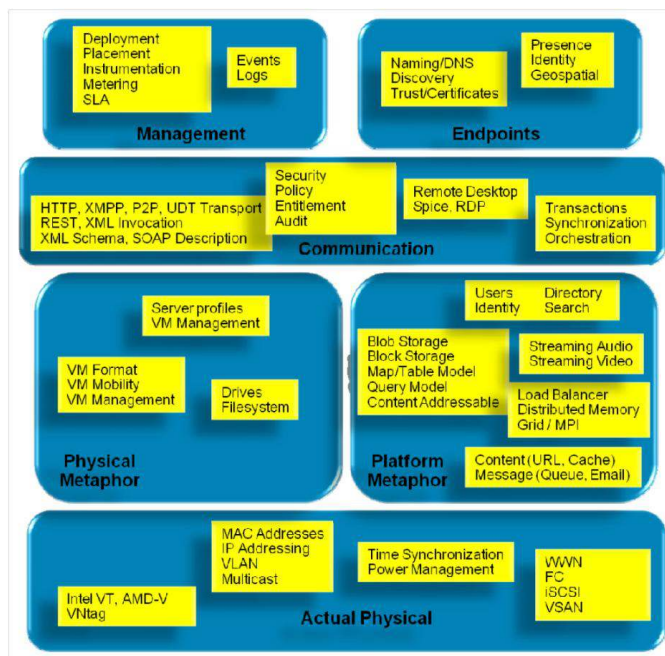 Deployment
Placement
Instrumentation
Metering
SLA
Events
Logs
Management
Naming/DNS
Discovery
Trust/Certificates
Presence
Identity
Geospatial
Endpoints
HTTP, XMPP, P2P, UDT Transport
REST, XML Invocation
XML Schema, SOAP Description
Security
Policy
Entitlement
Audit
Remote Desktop
Spice, RDP
Transactions
Synchronization
Orchestration
Communication
Server profiles
VM Management
VM Format
VM Mobility
VM Management
Drives
Filesystem
Physical
Metaphor
Users Directory
Identity Search
Blob Storage
Block Storage
Map/Table Model
Query Model
Content Addressable
Streaming Audio
Streaming Video
Load Balancer
Distributed Memory
Grid / MPI
Content (URL, Cache)
Message (Queue, Email)
Platform
Metaphor
MAC Addresses
IP Addressing
VLAN
Multicast
Time Synchronization
Power Management
WWN
FC
iSCSI
VSAN
Intel VT, AMD-V
VNtag
Actual Physical